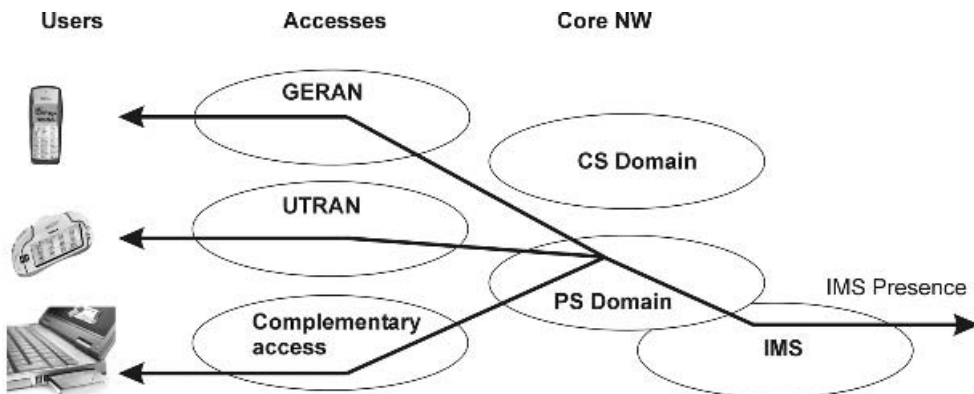 Users
Accesses
Core NW
GERAN
CS Domain
UTRAN
PS Domain
IMS Presence
Complementary
access
IMS